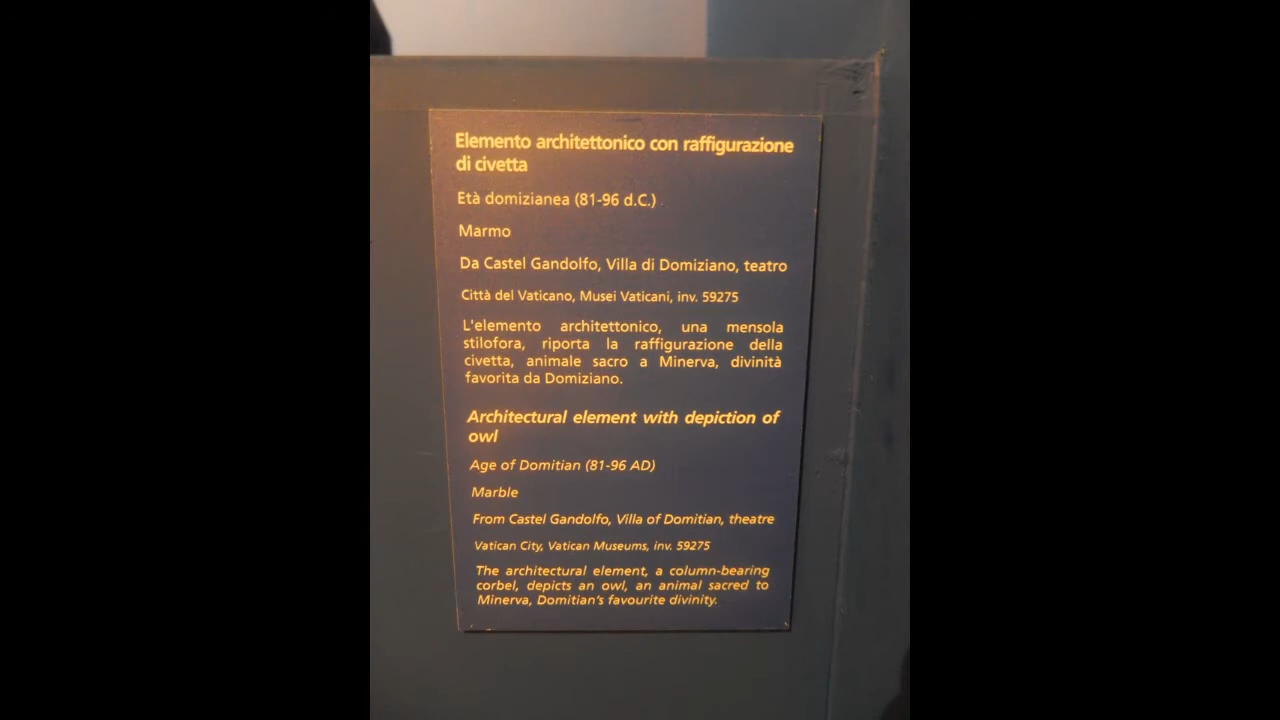 Elemento architettonico con raffigurazione
di civetta
Età domizianea (81-96 d.C.)
Marmo
Da Castel Gandolfo, Villa di Domiziano, teatro
Città del Vaticano, Musei Vaticani, inv. 59275
L'elemento architettonico, una mensola
stilofora, riporta la raffigurazione della
civetta, animale sacro a Minerva, divinità
favorita da Domiziano.
Architectural element with depiction of
owl
Age of Domitian (81-96 AD)
Marble
From Castel Gandolfo, Villa of Domitian, theatre
Vatican City, Vatican Museums, inv. 59275
The architectural element, a column-bearing
corbel, depicts an owl, an animal sacred to
Minerva, Domitian's favourite divinity.